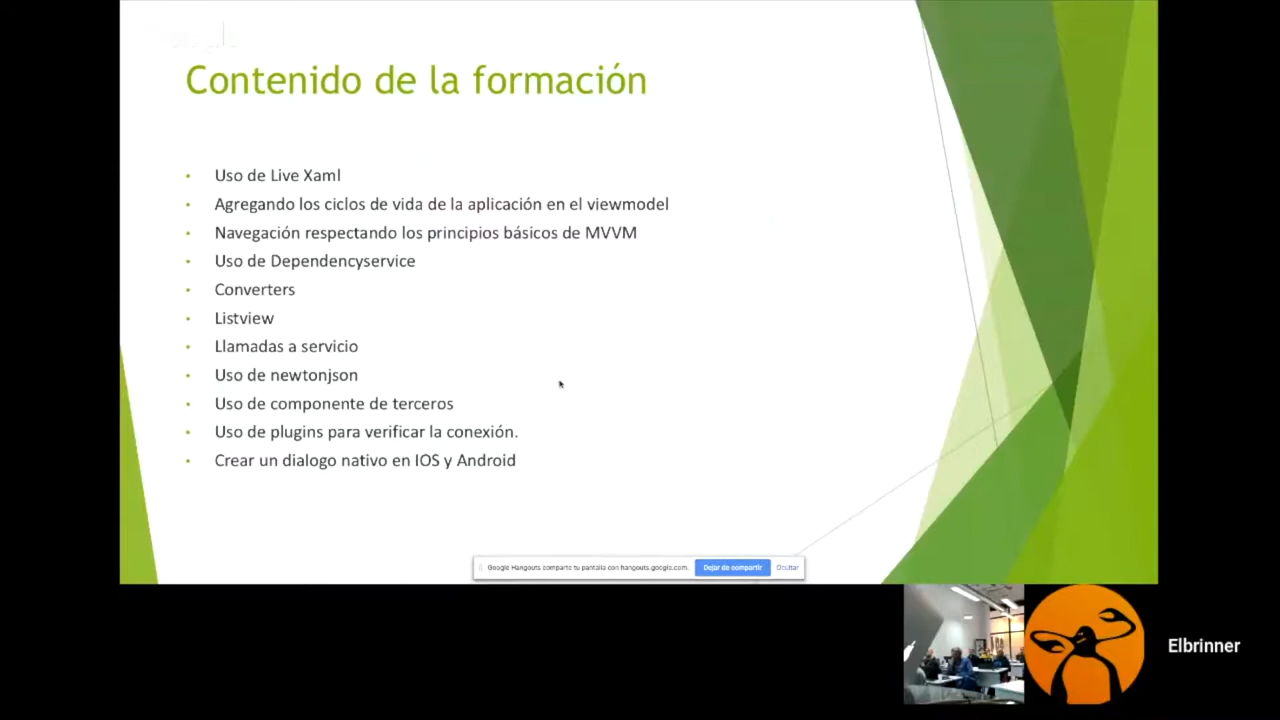 Contenido de la formación
• Uso de Live Xaml
• Agregando los ciclos de vida de la aplicación en el viewmodel
• Navegación respectando los principios básicos de MVVM
• Uso de Dependencyservice
• Converters
• Listview
• Llamadas a servicio
• Uso de newtonjson
• Uso de componente de terceros
• Uso de plugins para verificar la conexión.
• Crear un dialogo nativo en IOS y Android
Google Hangouts comparte tu pantalla con hangouts.google.com. Dejar de compartir Ocultar
Elbrinner